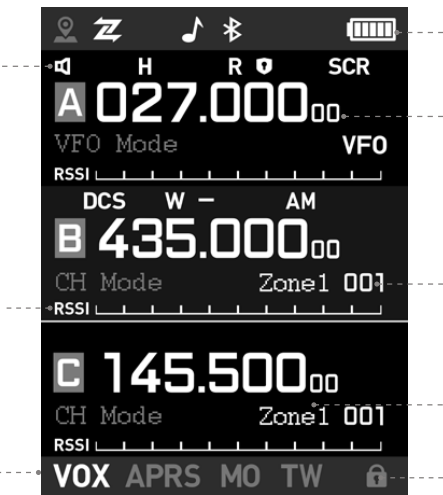 H R SCR
A 027.00000
VFO Mode VFO
RSSI
DCS W – AM
B 435.00000
CH Mode Zone1 001
RSSI
C 145.50000
CH Mode Zone1 001
RSSI
VOX APRS MO TW